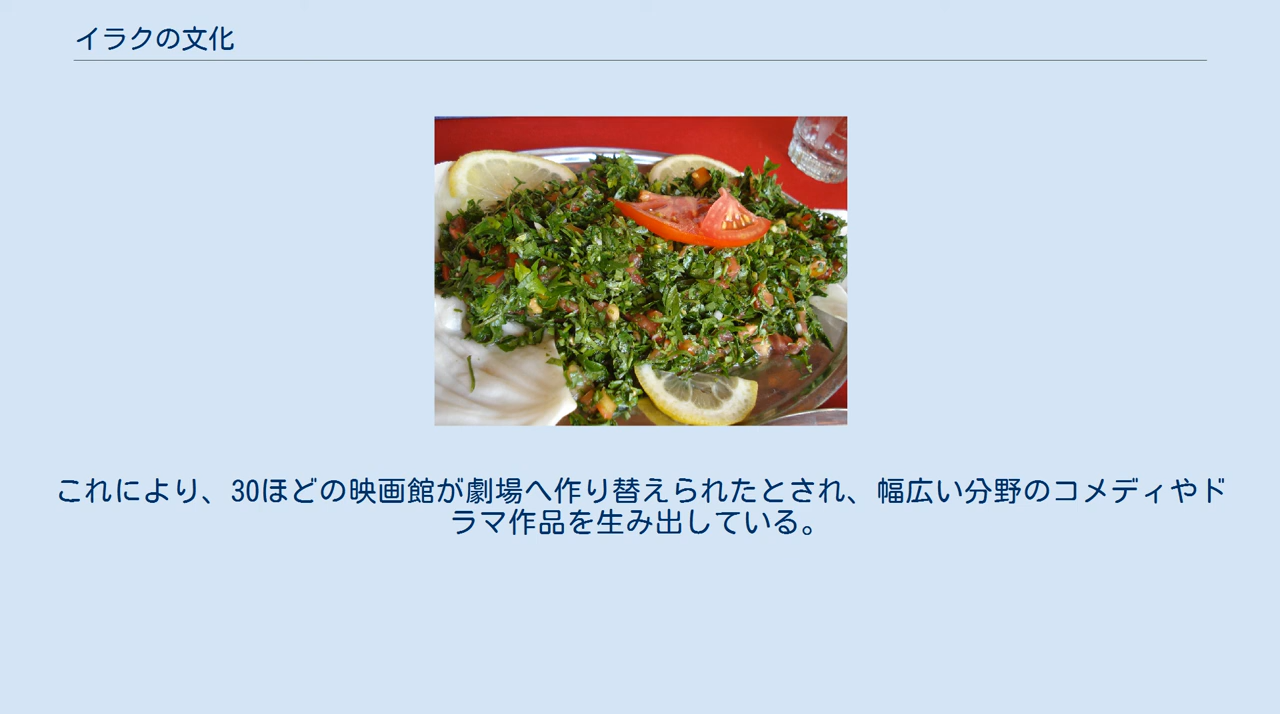 イラクの文化
これにより、30ほどの映画館が劇場へ作り替えられたとされ、幅広い分野のコメディやド
ラマ作品を生み出している。